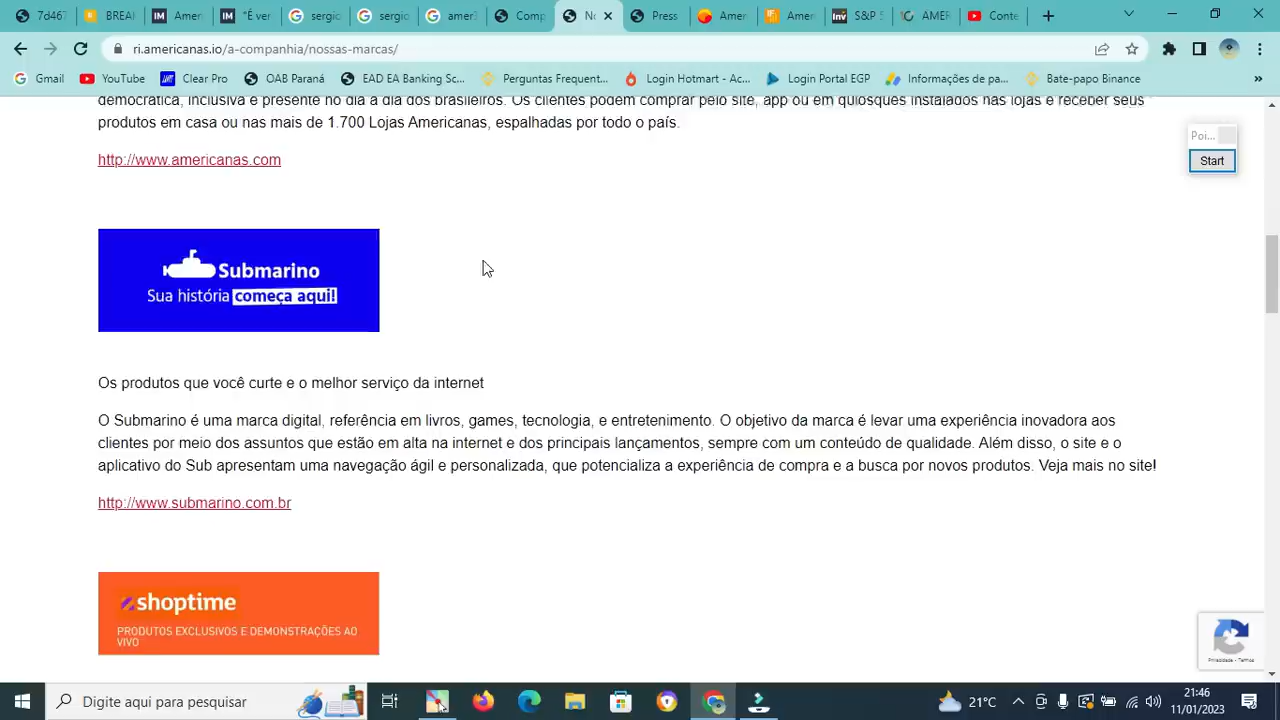 7d467
BREAI
"É ver
sergic
sergic
ameri
Comp
No
Press
Amer
Amer
S&P 5
AMER
Conte
ri.americanas.io/a-companhia/nossas-marcas/
Gmail
YouTube
Clear Pro
OAB Paraná
EAD EA Banking Sc...
Perguntas Frequent...
Login Hotmart - Ac...
Login Portal EGP
Informações de pa...
Bate-papo Binance
»
democrática, inclusiva e presente no dia a dia dos brasileiros. Os clientes podem comprar pelo site, app ou em quiosques instalados nas lojas e receber seus
produtos em casa ou nas mais de 1.700 Lojas Americanas, espalhadas por todo o país.
Poi...
Start
http://www.americanas.com
Submarino
Sua história começa aqui!
Os produtos que você curte e o melhor serviço da internet
O Submarino é uma marca digital, referência em livros, games, tecnologia, e entretenimento. O objetivo da marca é levar uma experiência inovadora aos
clientes por meio dos assuntos que estão em alta na internet e dos principais lançamentos, sempre com um conteúdo de qualidade. Além disso, o site e o
aplicativo do Sub apresentam uma navegação ágil e personalizada, que potencializa a experiência de compra e a busca por novos produtos. Veja mais no site!
http://www.submarino.com.br
shoptime
PRODUTOS EXCLUSIVOS E DEMONSTRAÇÕES AO
VIVO
Privacidade - Termos
Digite aqui para pesquisar
21°C
21:46
11/01/2023